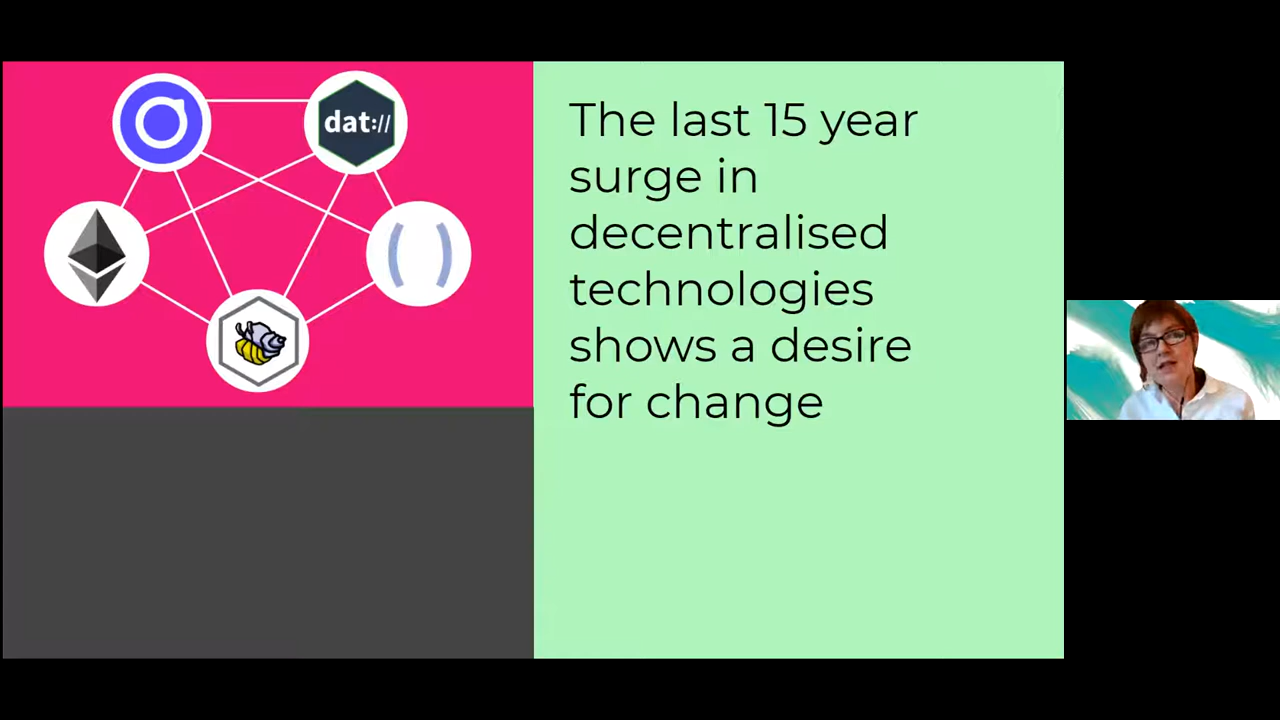 dat://
The last 15 year
surge in
decentralised
technologies
shows a desire
for change